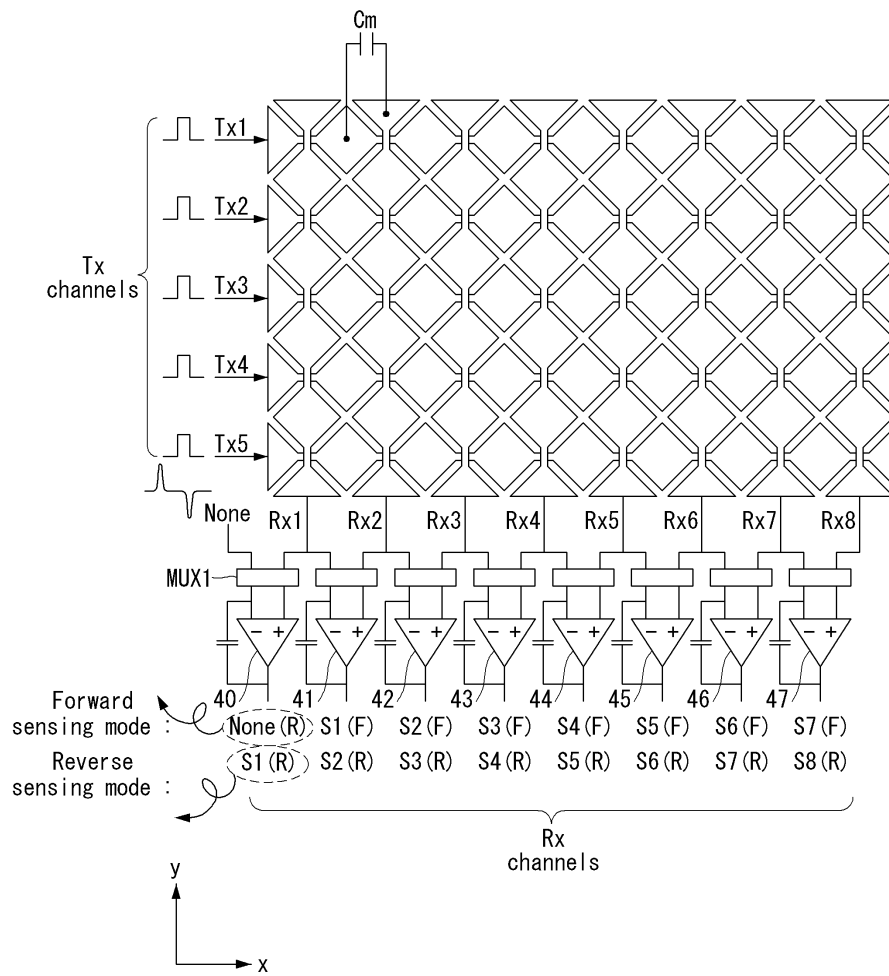 Cm
Tx1
Tx2
Tx3
Tx4
Tx5
Tx
channels
None
Rx1 Rx2 Rx3 Rx4 Rx5 Rx6 Rx7 Rx8
MUX1
40 41 42 43 44 45 46 47
Forward
sensing mode : None(R) S1(F) S2(F) S3(F) S4(F) S5(F) S6(F) S7(F)
Reverse
sensing mode : S1(R) S2(R) S3(R) S4(R) S5(R) S6(R) S7(R) S8(R)
Rx
channels
y
x